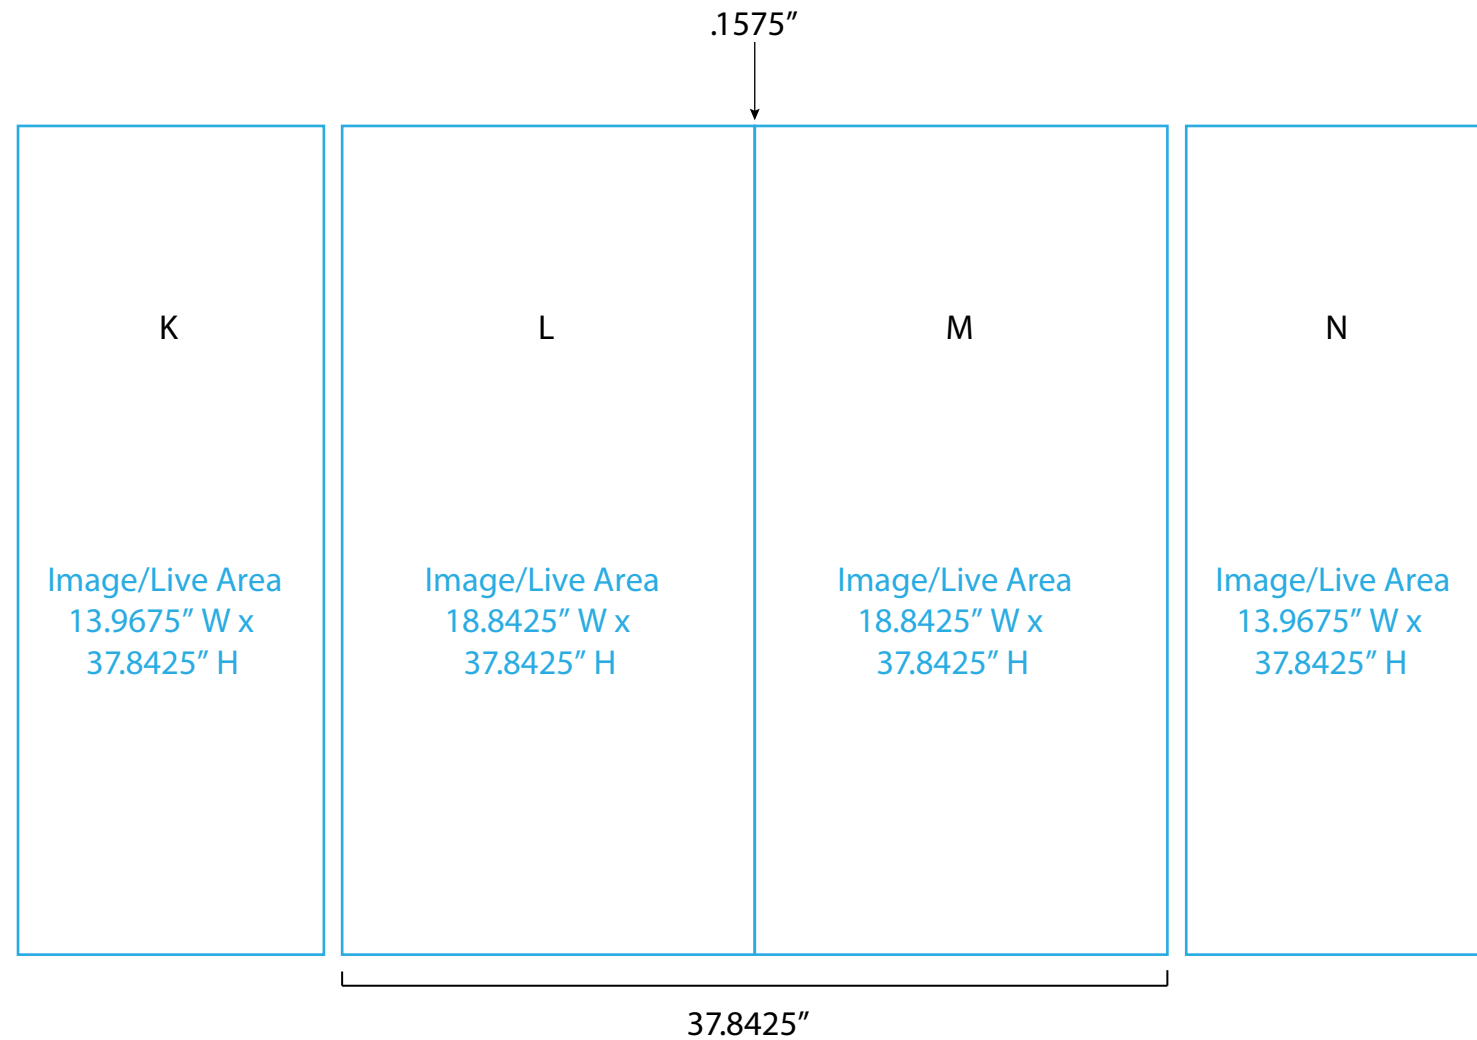 .1575″
K
L
M
N
Image/Live Area
13.9675″ W x
37.8425″ H
Image/Live Area
18.8425″ W x
37.8425″ H
Image/Live Area
18.8425″ W x
37.8425″ H
Image/Live Area
13.9675″ W x
37.8425″ H
37.8425″